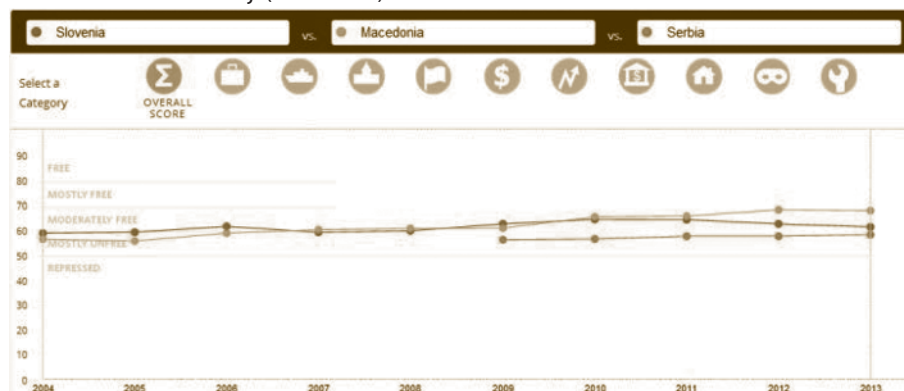 Slovenia vs. Macedonia vs. Serbia
Select a
Category
OVERALL
SCORE
90
FREE
80
MOSTLY FREE
70
MODERATELY FREE
60
MOSTLY UNFREE
50
REPRESSED
40
30
20
10
0
2004 2005 2006 2007 2008 2009 2010 2011 2012 2013